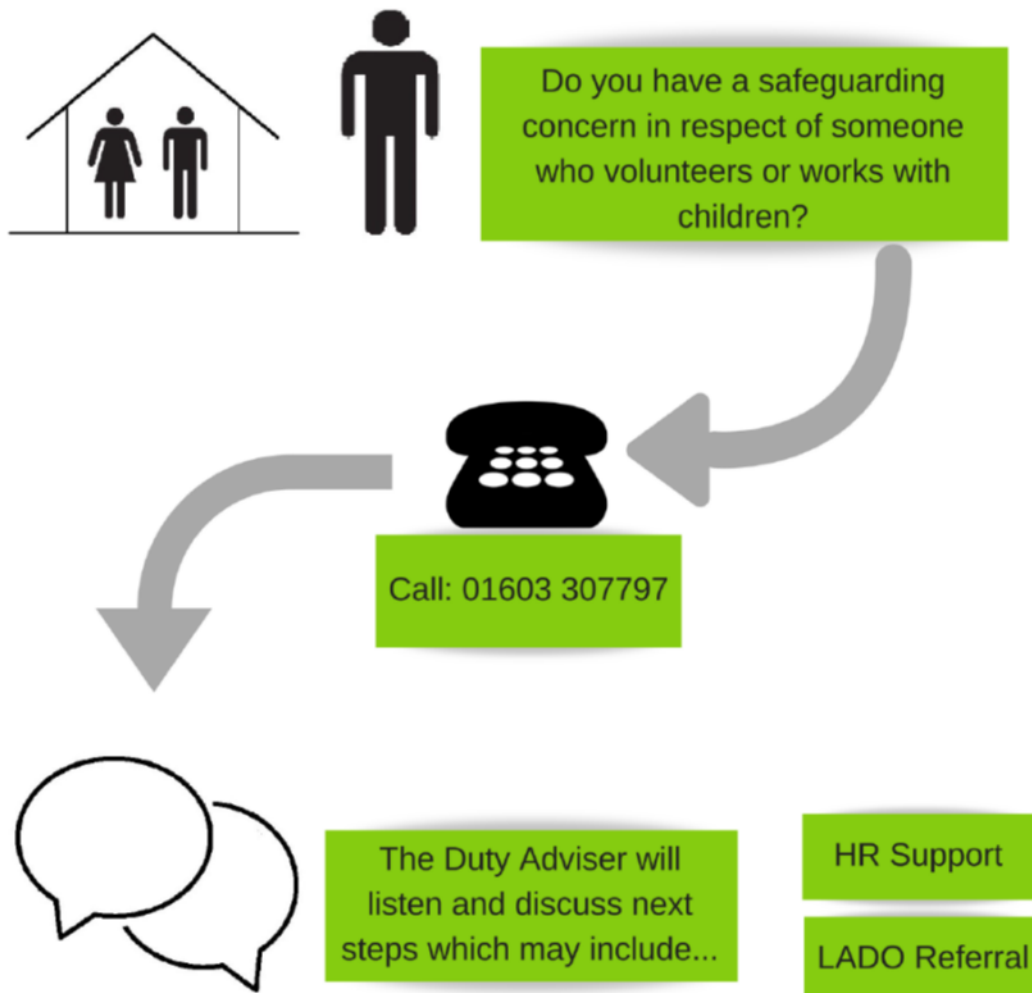 Do you have a safeguarding
concern in respect of someone
who volunteers or works with
children?
Call: 01603 307797
The Duty Adviser will
listen and discuss next
steps which may include...
HR Support
LADO Referral